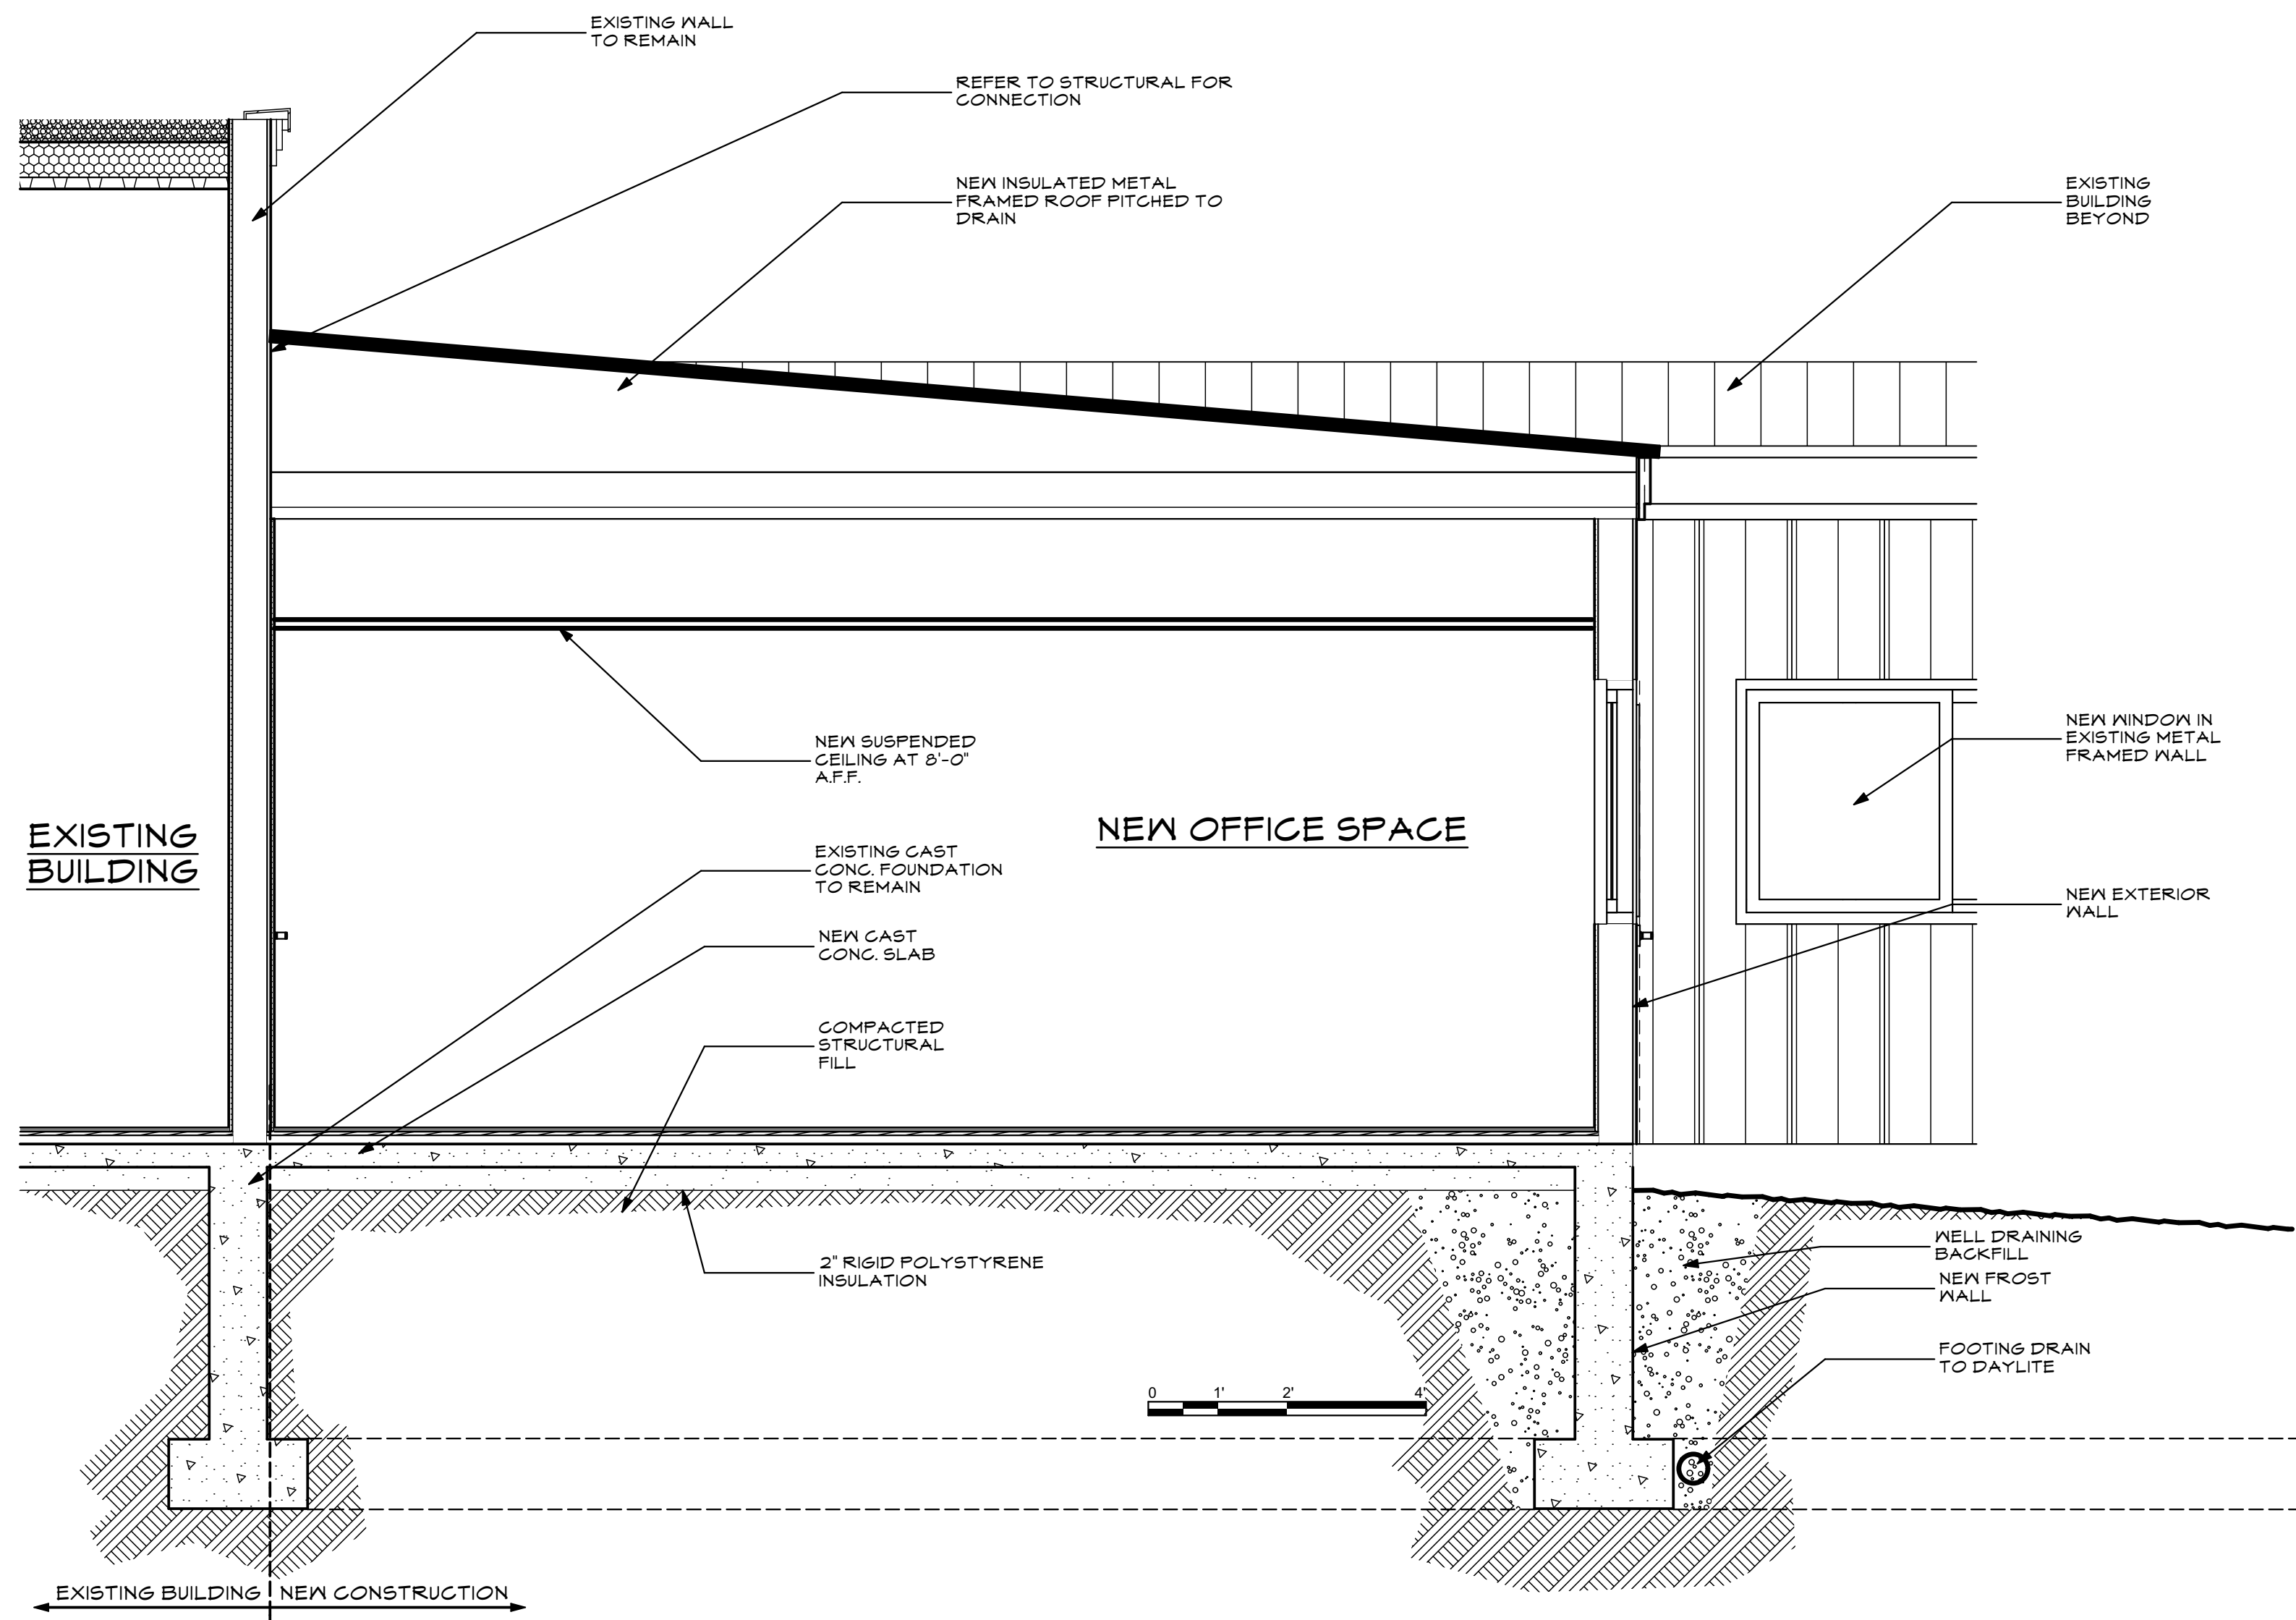 EXISTING WALL
TO REMAIN
REFER TO STRUCTURAL FOR
CONNECTION
NEW INSULATED METAL
FRAMED ROOF PITCHED TO
DRAIN
EXISTING
BUILDING
BEYOND
NEW SUSPENDED
CEILING AT 8'-0"
A.F.F.
NEW WINDOW IN
EXISTING METAL
FRAMED WALL
EXISTING
BUILDING
NEW OFFICE SPACE
EXISTING CAST
CONC. FOUNDATION
TO REMAIN
NEW EXTERIOR
WALL
NEW CAST
CONC. SLAB
COMPACTED
STRUCTURAL
FILL
2" RIGID POLYSTYRENE
INSULATION
WELL DRAINING
BACKFILL
NEW FROST
WALL
FOOTING DRAIN
TO DAYLITE
0 1' 2' 4'
EXISTING BUILDING NEW CONSTRUCTION